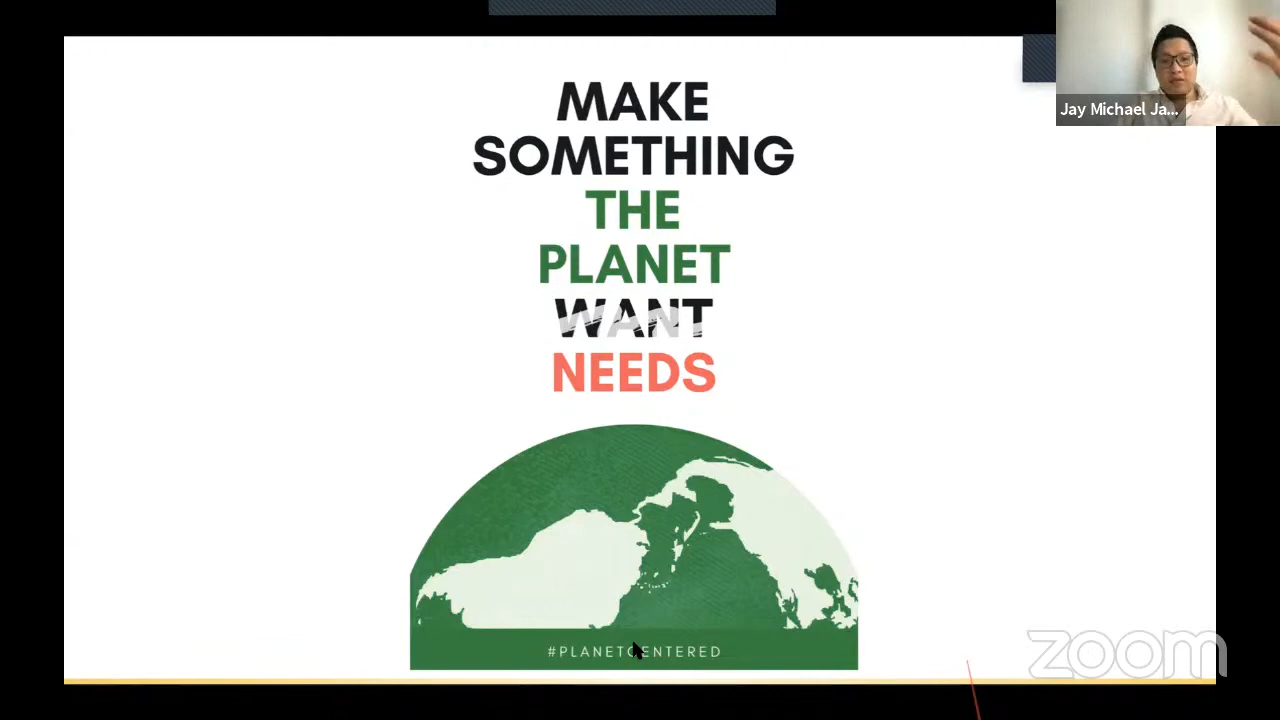 MAKE
SOMETHING
THE
PLANET
WANT
NEEDS
#PLANETCENTERED
Jay Michael Ja...
zoom